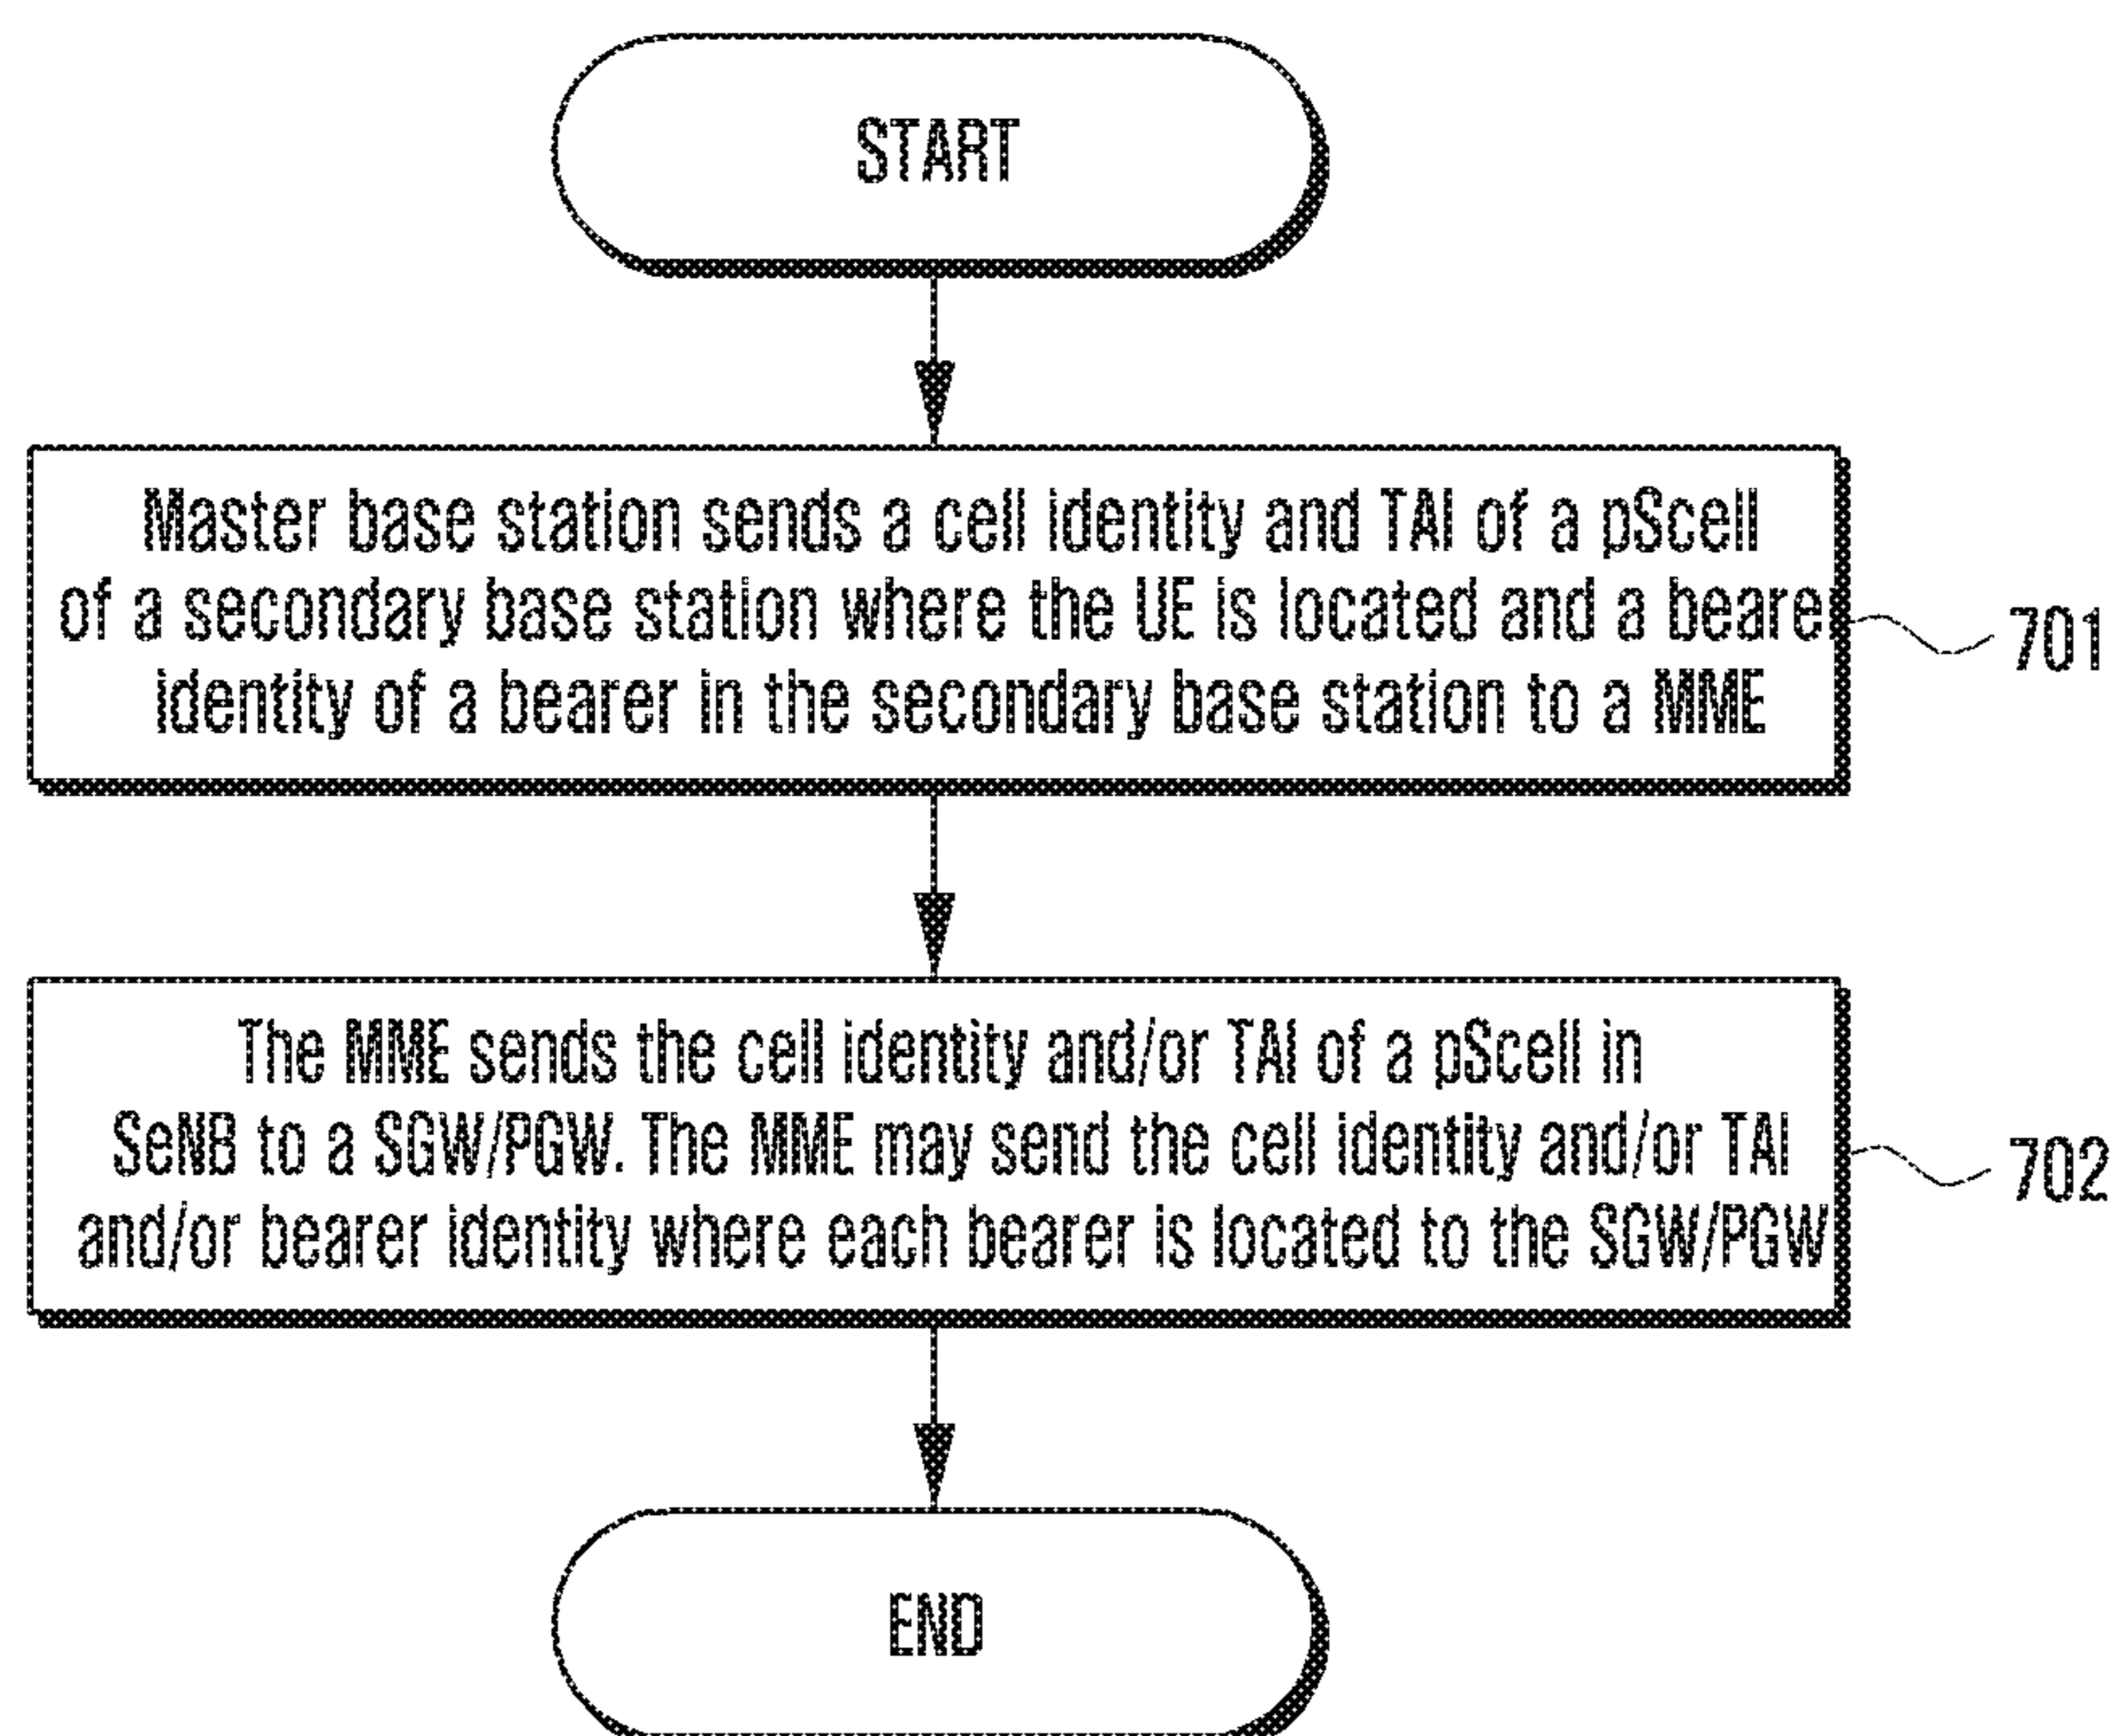 START
Master base station sends a cell identity and TAI of a pScell
of a secondary base station where the UE is located and a bearer
identity of a bearer in the secondary base station to a MME
701
The MME sends the cell identity and/or TAI of a pScell in
SeNB to a SGW/PGW. The MME may send the cell identity and/or TAI
and/or bearer identity where each bearer is located to the SGW/PGW
702
END